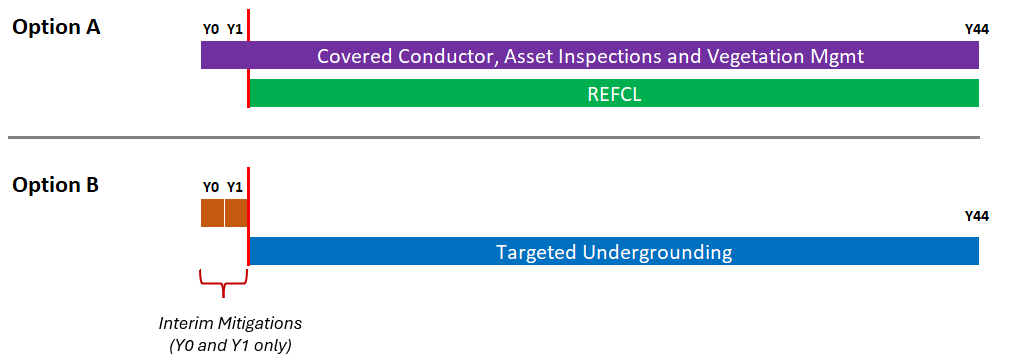 Option A
Y0 Y1
Y44
Covered Conductor, Asset Inspections and Vegetation Mgmt
REFCL
Option B
Y0 Y1
Y44
Targeted Undergrounding
Interim Mitigations
(Y0 and Y1 only)